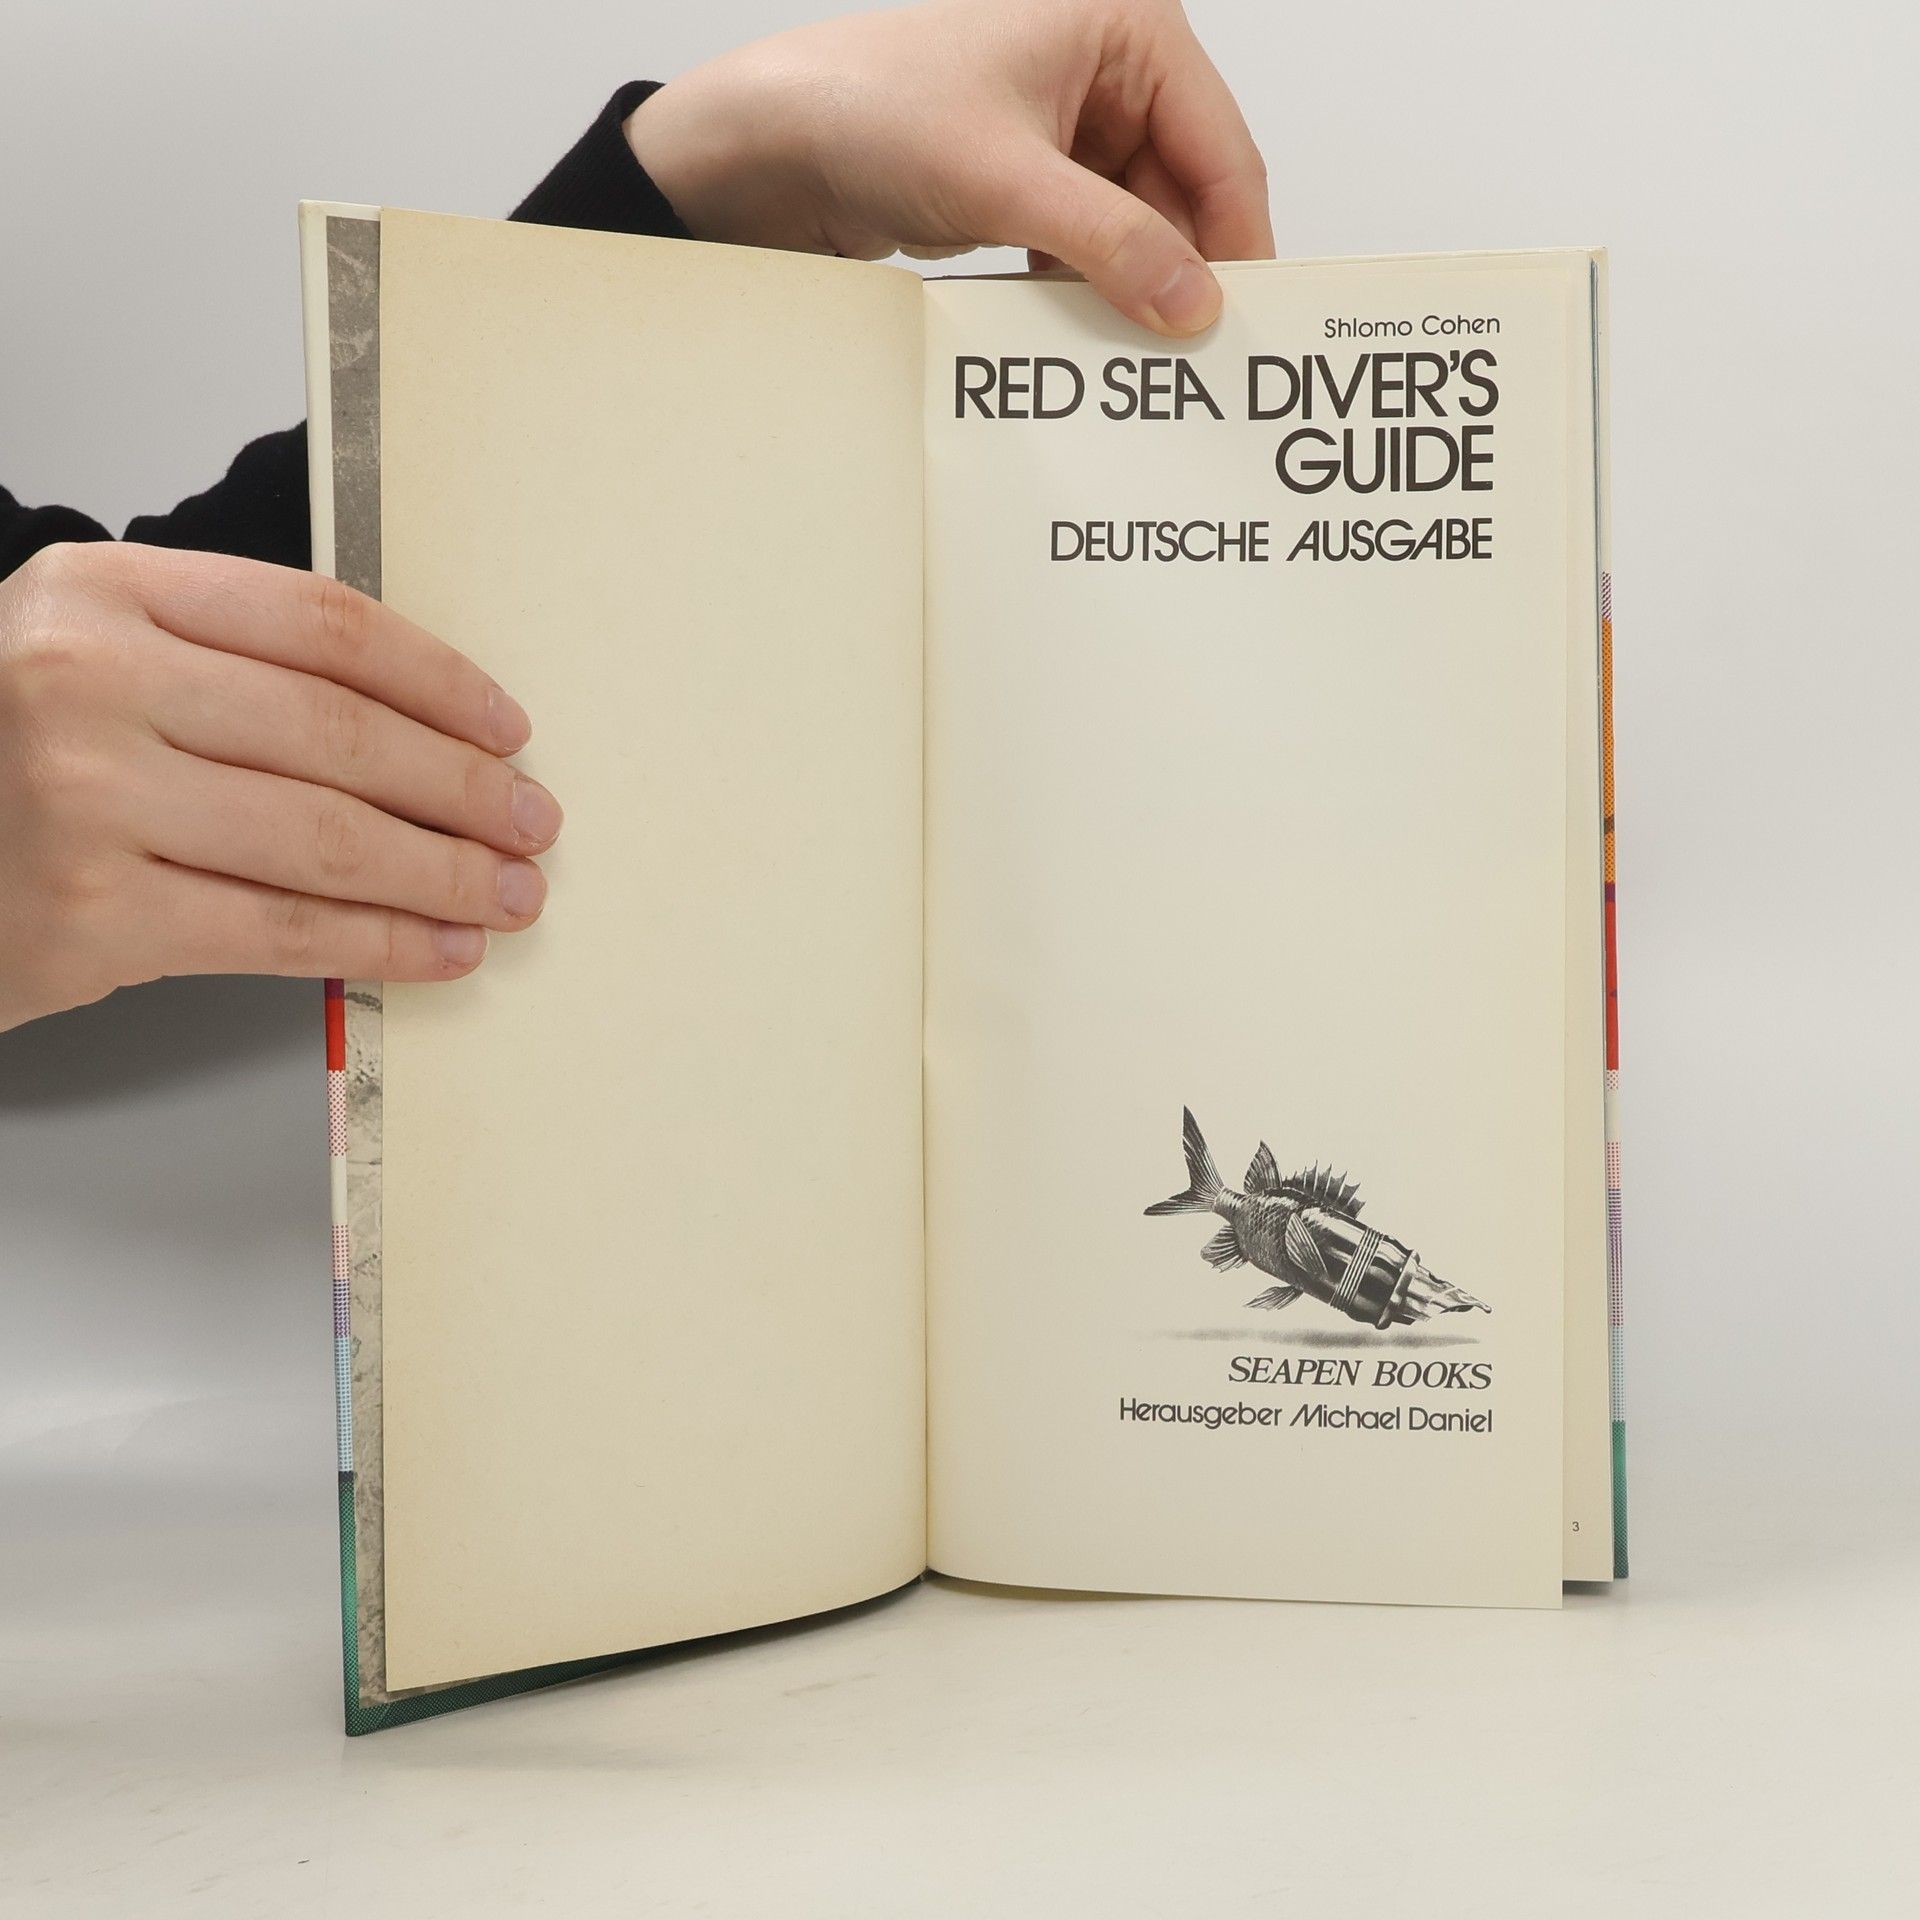 Shlomo Cohen
RED SEA DIVER'S
GUIDE
DEUTSCHE AUSGABE
SEAPEN BOOKS
Herausgeber Michael Daniel
3